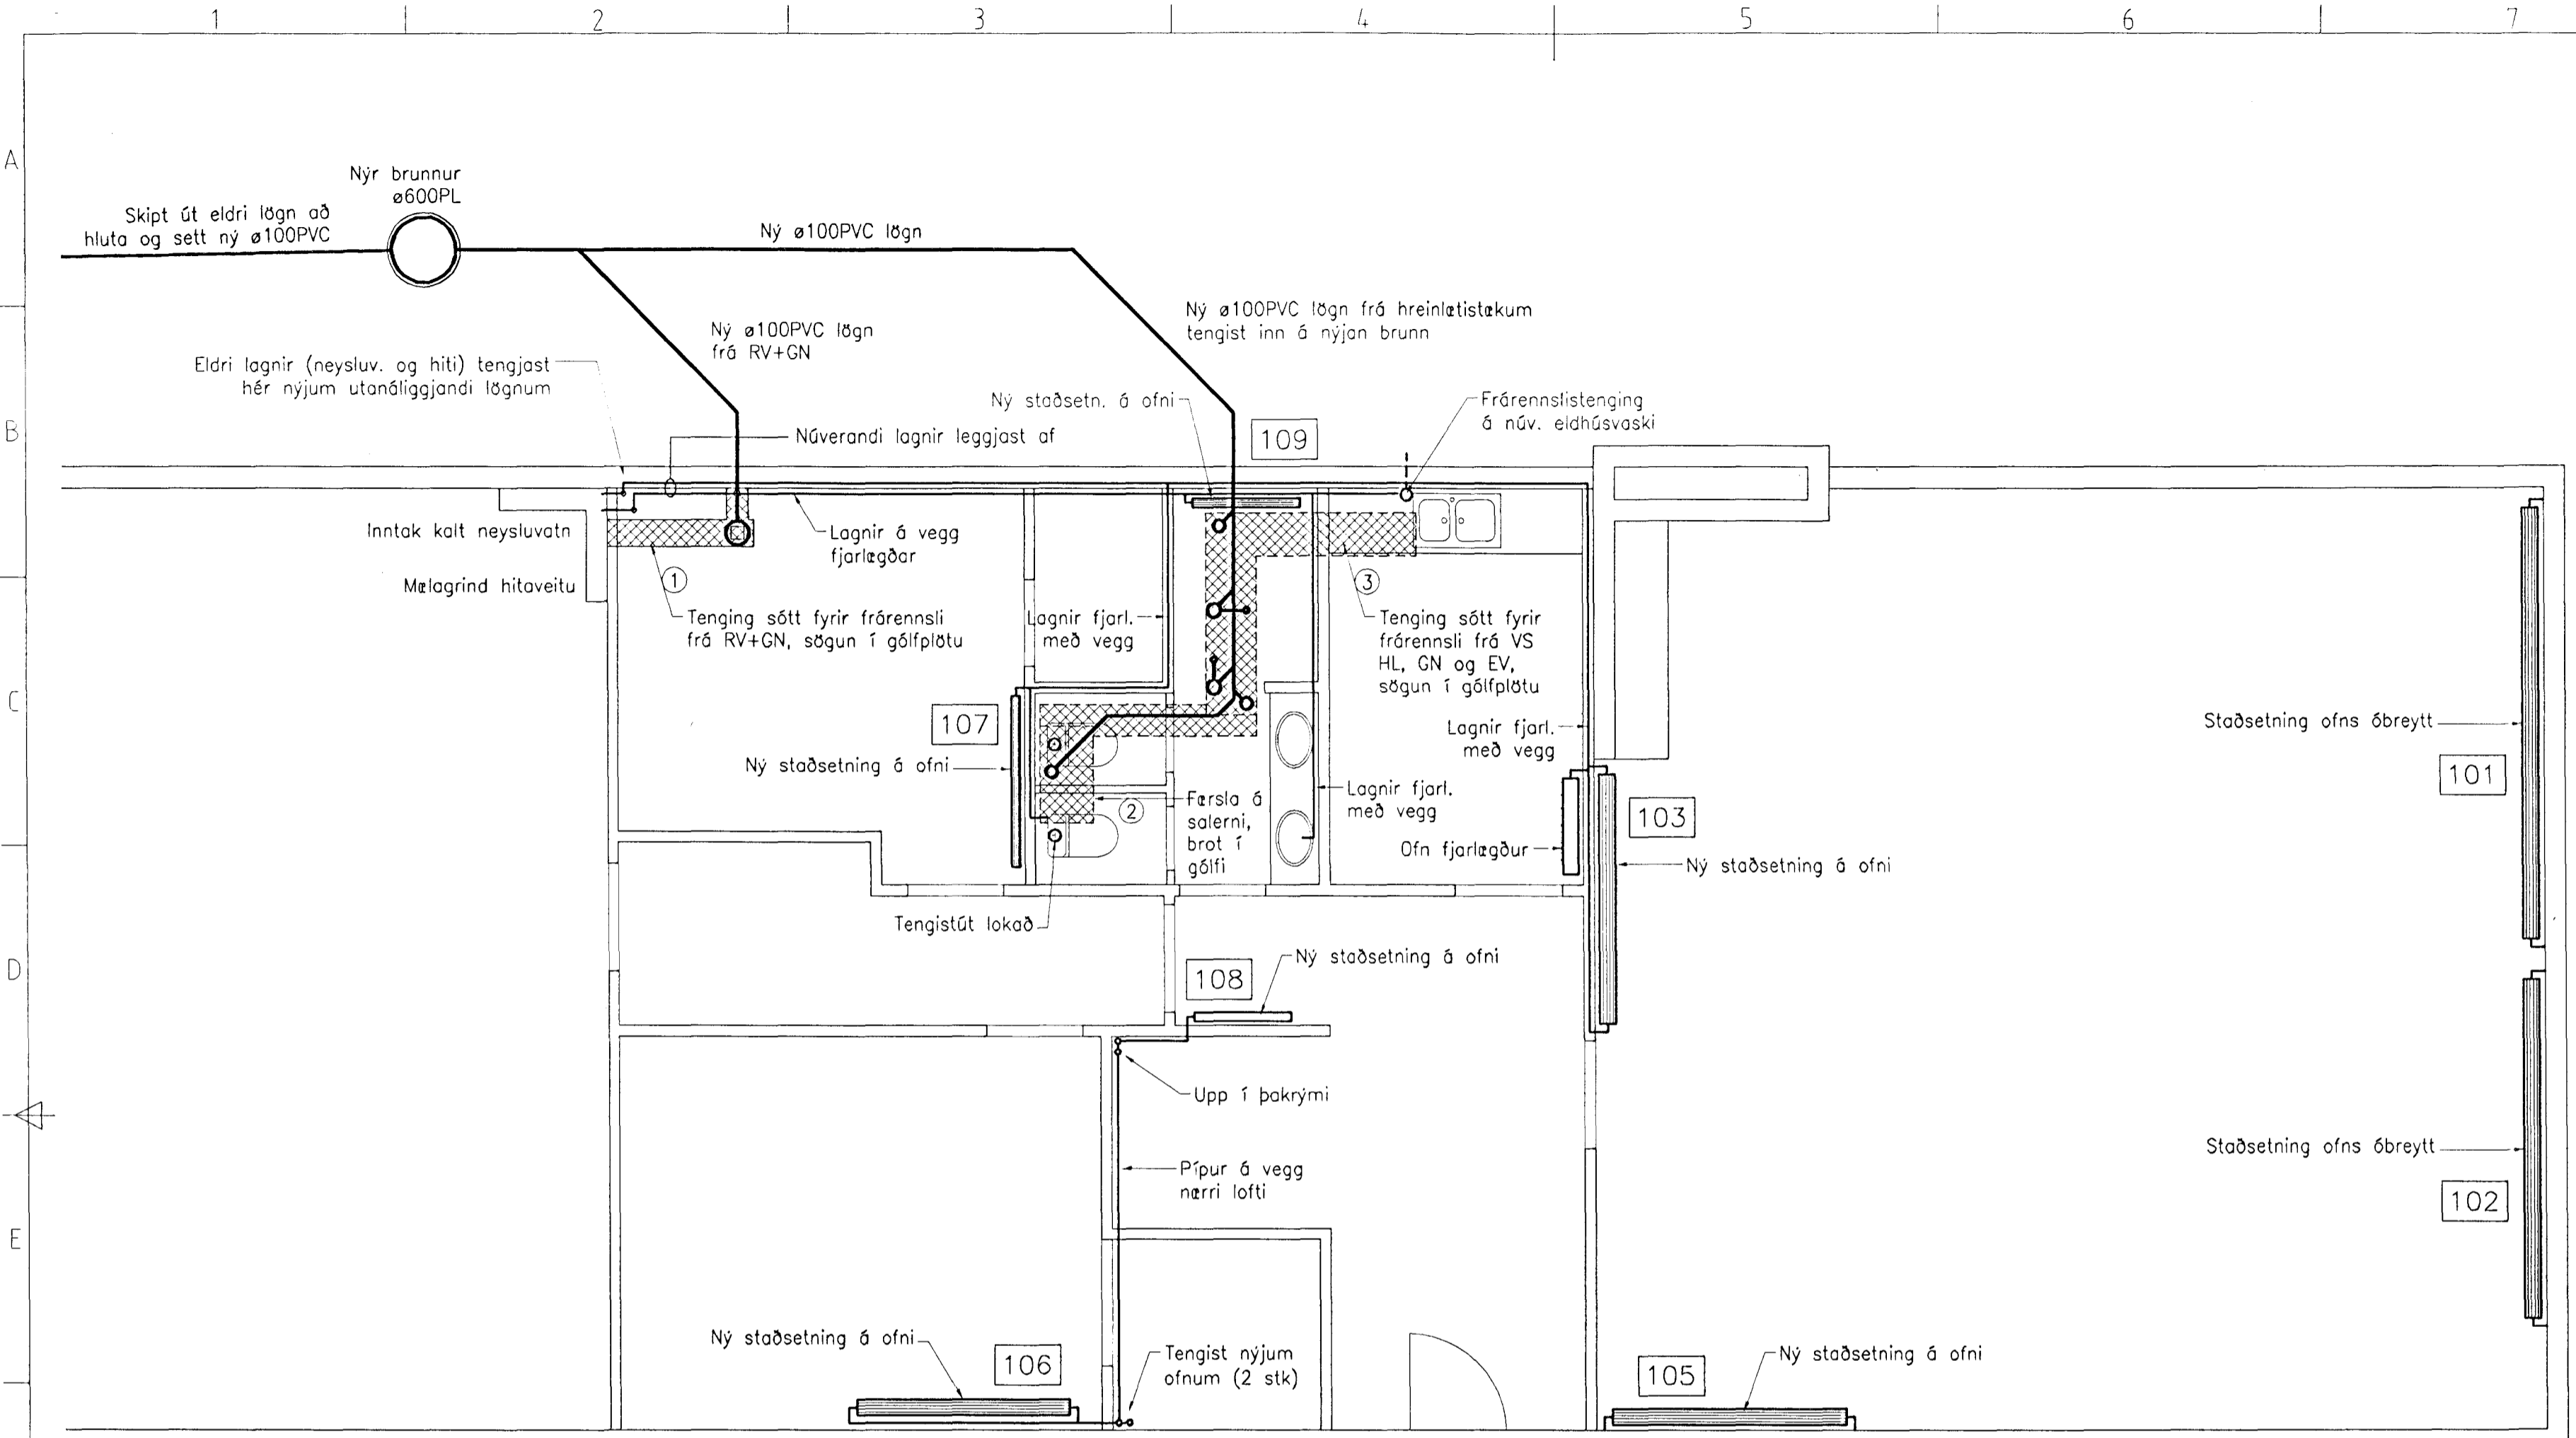 1
2
3
4
5
6
7
A
B
C
D
E
Nýr brunnur
ø600PL
Skipt út eldri lögn að
hluta og sett ný ø100PVC
Ný ø100PVC lögn
Ný ø100PVC lögn
frá RV+GN
Ný ø100PVC lögn frá hreinlætistækum
tengist inn á nýjan brunn
Eldri lagnir (neysluv. og hiti) tengjast
hér nýjum utanáliggjandi lögnum
Ný staðsetn. á ofni
Frárennslistenging
á núv. eldhúsvaski
Núverandi lagnir leggjast af
109
Inntak kalt neysluvatn
Mælagrind hitaveitu
Lagnir á vegg
fjarlægðar
1
Tenging sótt fyrir frárennsli
frá RV+GN, sögun í gólfplötu
Lagnir fjarl.
með vegg
3
Tenging sótt fyrir
frárennsli frá VS
HL, GN og EV,
sögun í gólfplötu
107
Ný staðsetning á ofni
Lagnir fjarl.
með vegg
Staðsetning ofns óbreytt
101
2
Færsla á
salerni,
brot í
gólfi
Lagnir fjarl.
með vegg
Ofn fjarlægður
103
Ný staðsetning á ofni
Tengistút lokað
108
Ný staðsetning á ofni
Upp í þakrými
Pípur á vegg
nærri lofti
Staðsetning ofns óbreytt
102
Ný staðsetning á ofni
106
Tengist nýjum
ofnum (2 stk)
105
Ný staðsetning á ofni